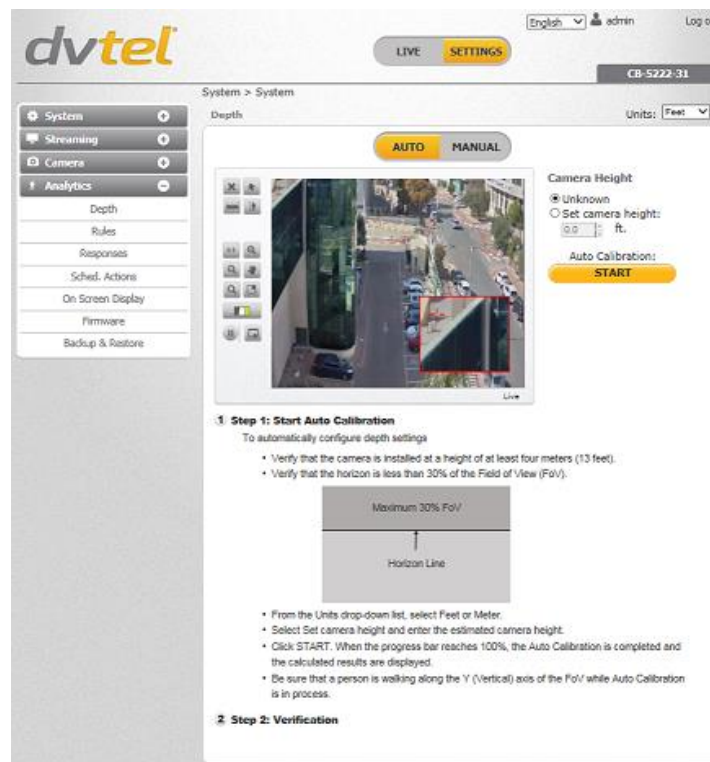 English admin Log o
dvtel
LIVE SETTINGS
CB-5222-31
System > System
Depth Units: Feet
System
Streaming
Camera
Analytics
Depth
Rules
Responses
Sched. Actions
On Screen Display
Firmware
Backup & Restore
AUTO MANUAL
Camera Height
Unknown
Set camera height:
0.0 ft.
Auto Calibration:
START
Live
1 Step 1: Start Auto Calibration
To automatically configure depth settings
• Verify that the camera is installed at a height of at least four meters (13 feet).
• Verify that the horizon is less than 30% of the Field of View (FoV).
Maximum 30% FoV
Horizon Line
• From the Units drop-down list, select Feet or Meter.
• Select Set camera height and enter the estimated camera height.
• Click START. When the progress bar reaches 100%, the Auto Calibration is completed and
the calculated results are displayed.
• Be sure that a person is walking along the Y (Vertical) axis of the FoV while Auto Calibration
is in process.
2 Step 2: Verification